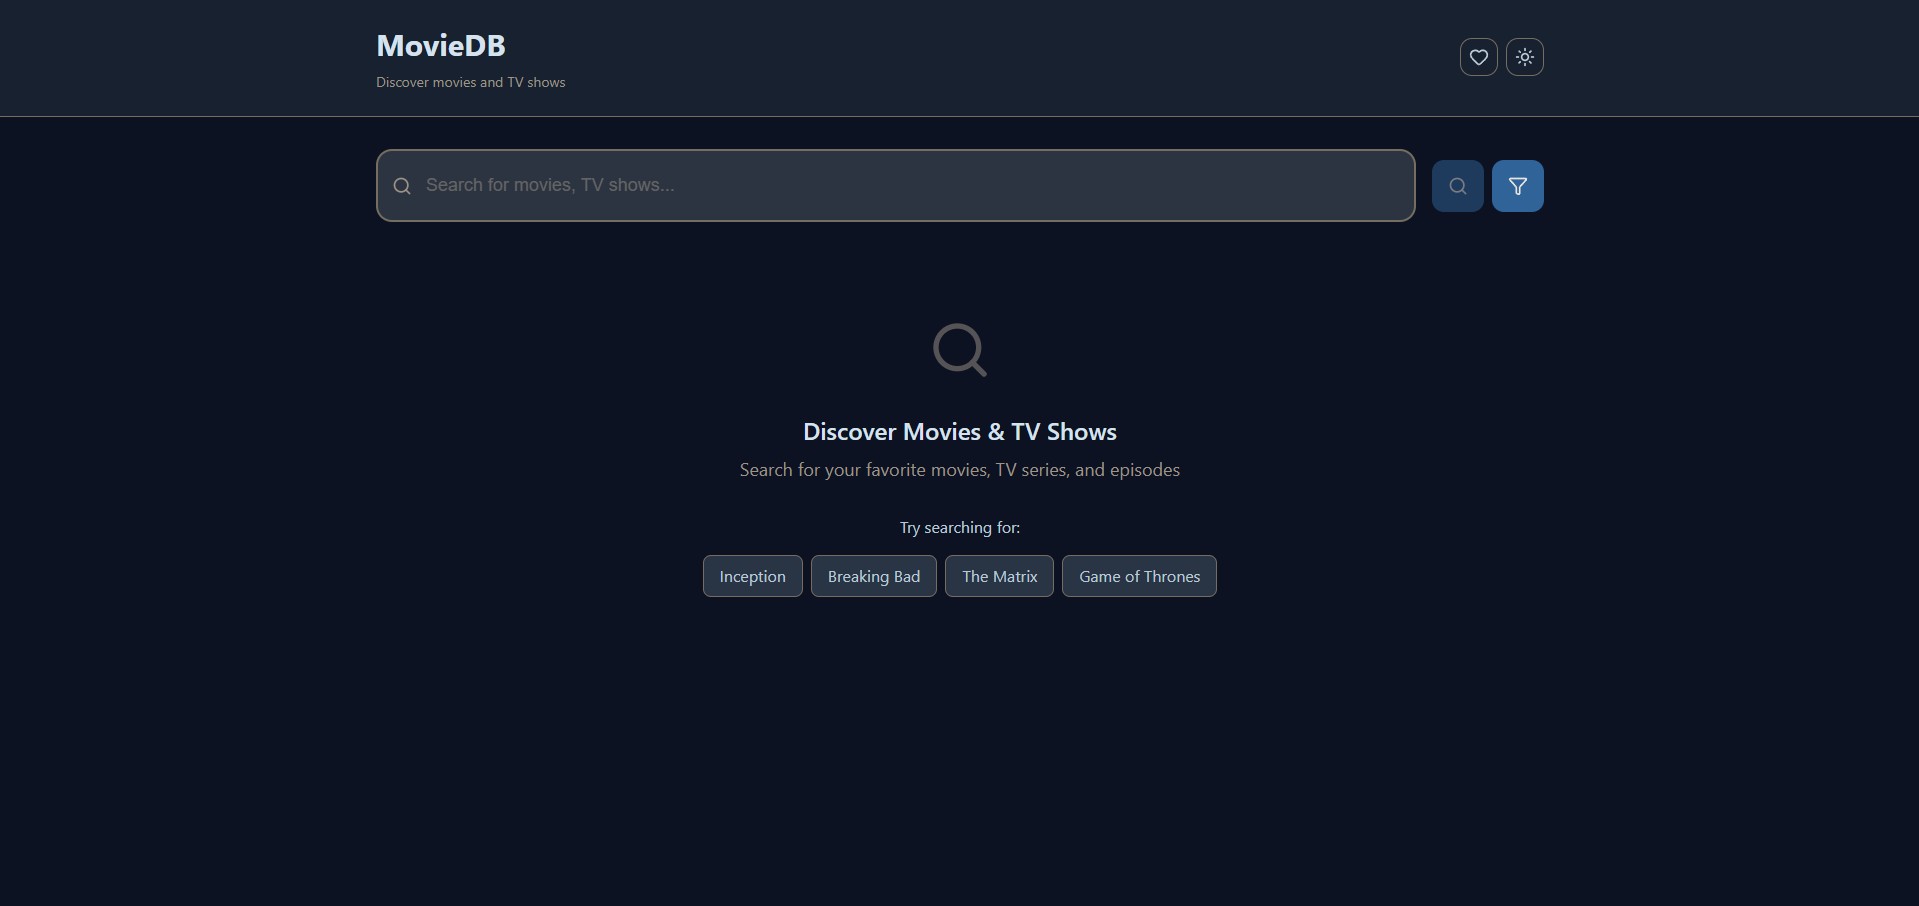 MovieDB
Discover movies and TV shows
Search for movies, TV shows...
Discover Movies & TV Shows
Search for your favorite movies, TV series, and episodes
Try searching for:
Inception
Breaking Bad
The Matrix
Game of Thrones